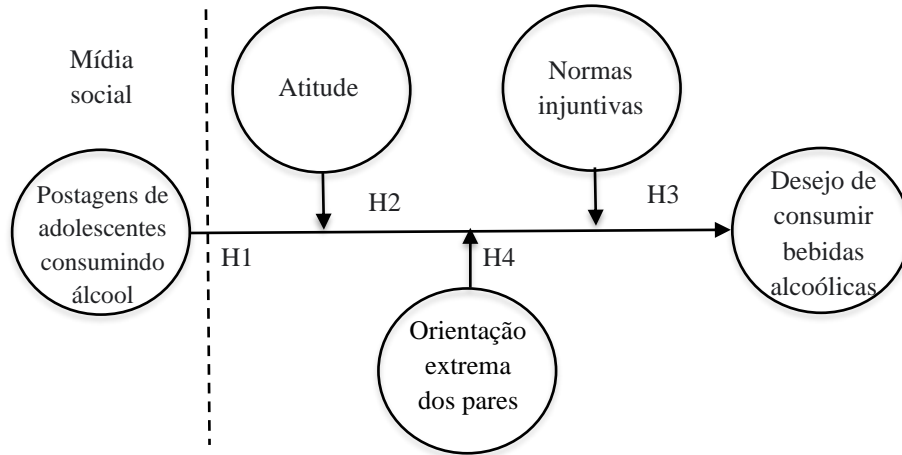 Mídia
social
Atitude
Normas
injuntivas
Postagens de
adolescentes
consumindo
álcool
H1
H2
H3
H4
Desejo de
consumir
bebidas
alcoólicas
Orientação
extrema
dos pares